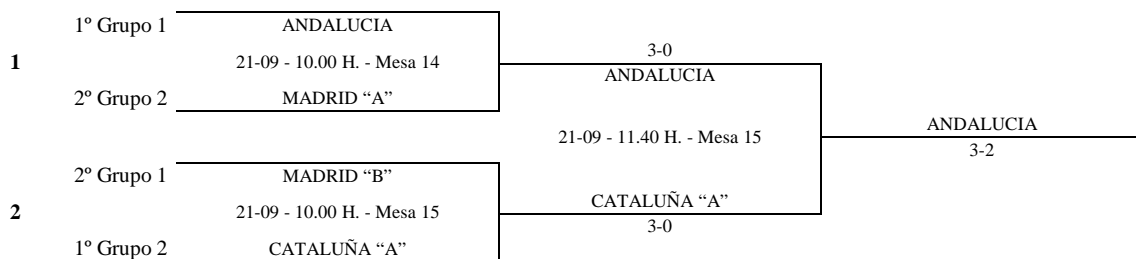 1º Grupo 1 ANDALUCIA
3-0
1 21-09 - 10.00 H. - Mesa 14
ANDALUCIA
2º Grupo 2 MADRID “A”
ANDALUCIA
21-09 - 11.40 H. - Mesa 15
3-2
2º Grupo 1 MADRID “B”
CATALUÑA “A”
2 21-09 - 10.00 H. - Mesa 15
3-0
1º Grupo 2 CATALUÑA “A”